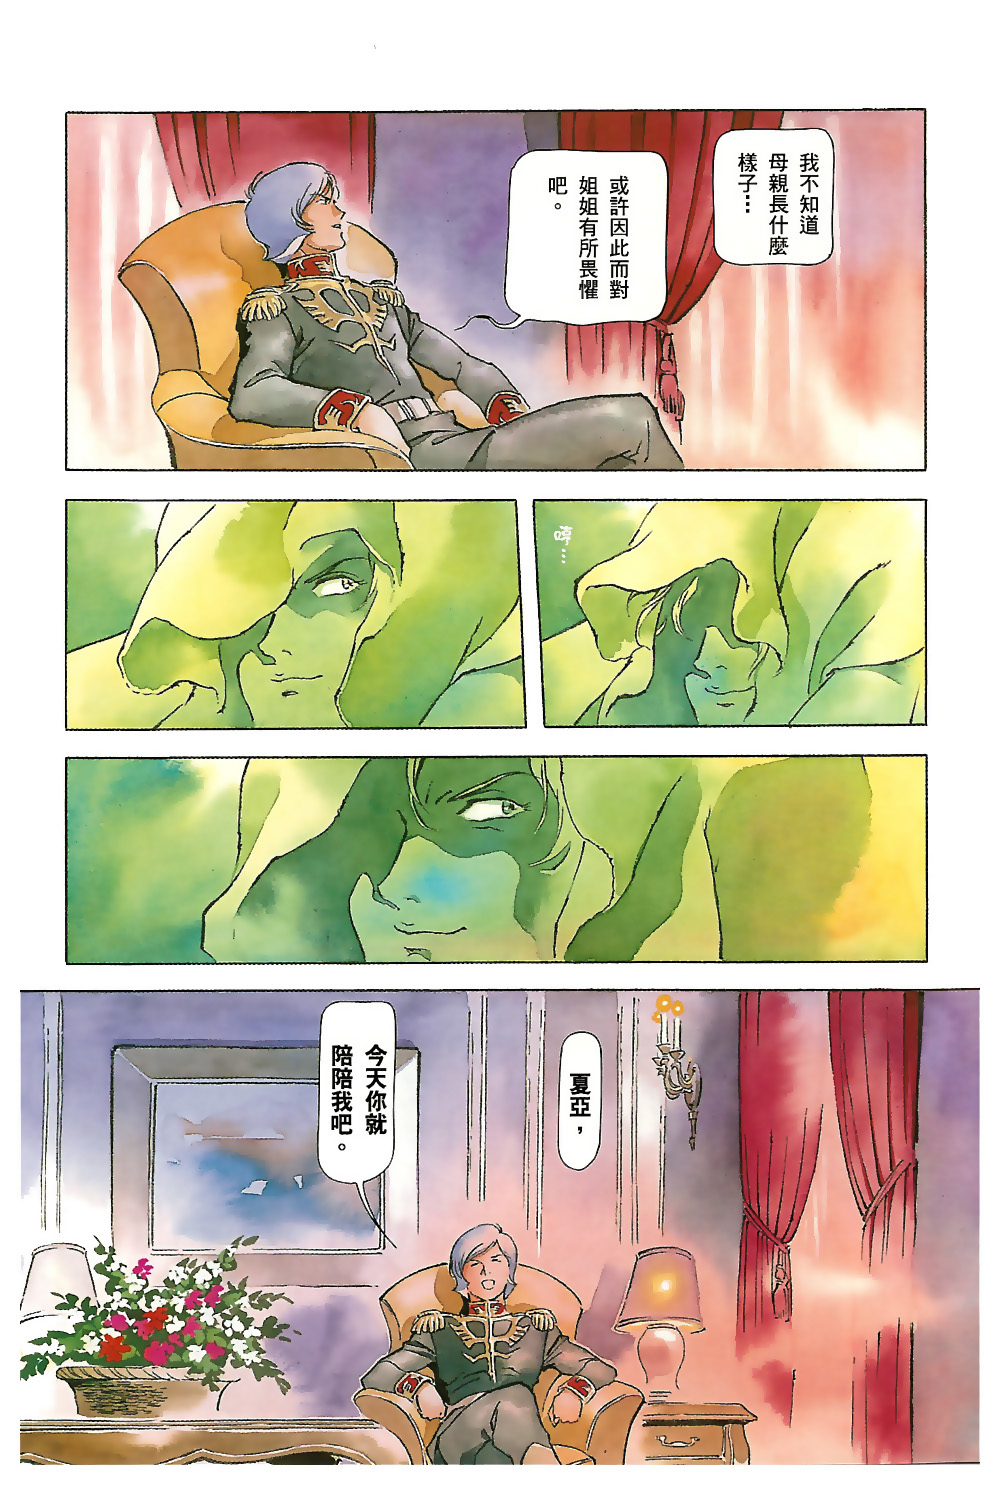 我不知道
母親長什麼
樣子…
或許因此而對
姐姐有所畏懼
吧。
哼…
夏亞，
今天你就
陪陪我吧。